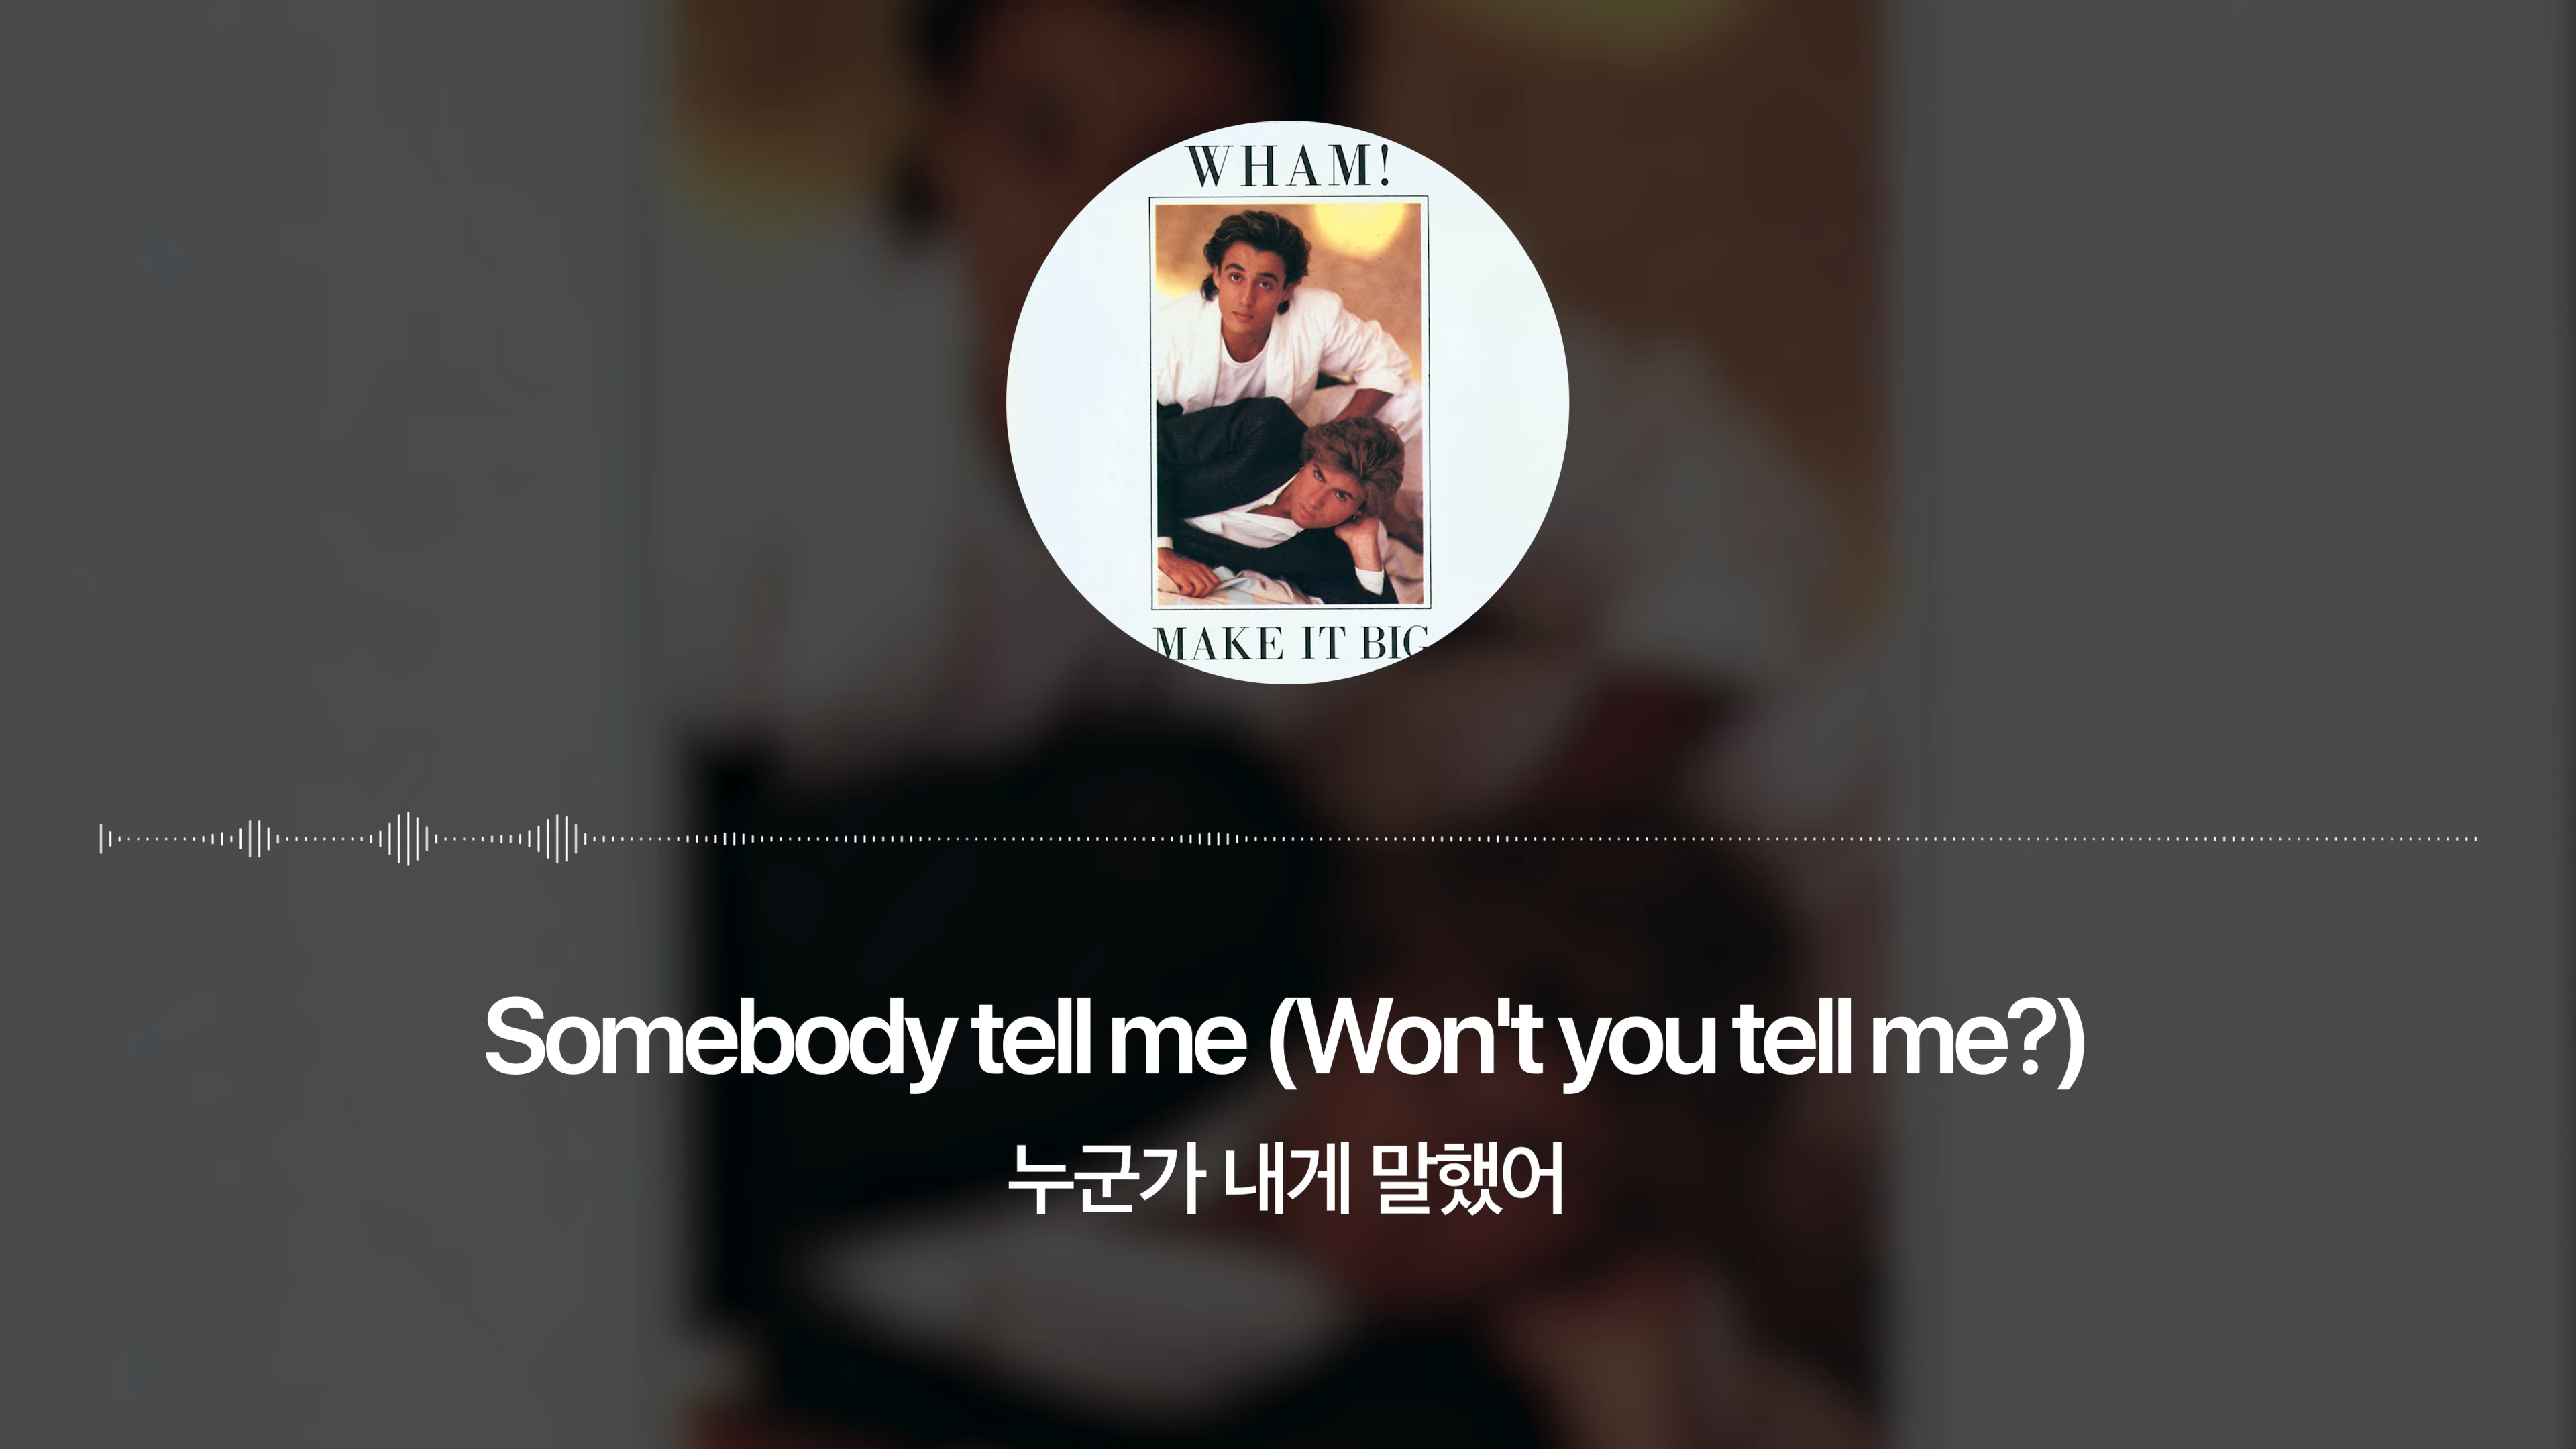 WHAM!
MAKE IT BIG
Somebody tell me (Won't you tell me?)
누군가 내게 말했어